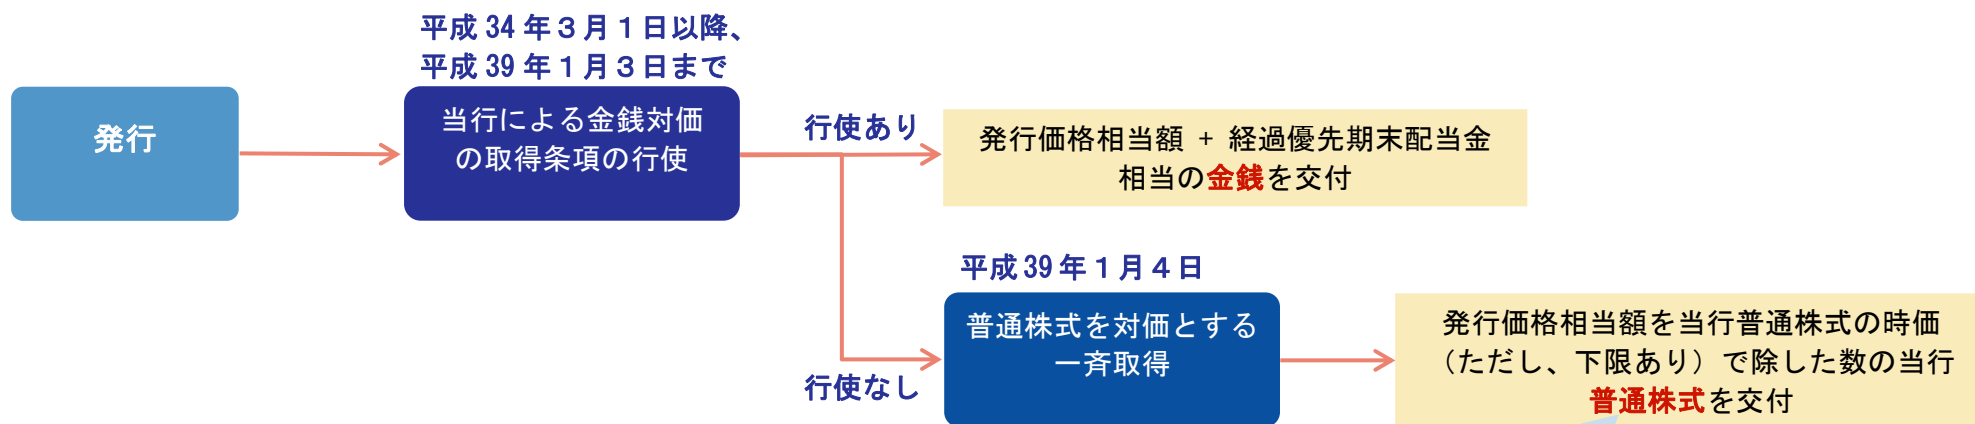 平成 34 年３月１日以降、
平成 39 年１月３日まで
発行
当行による金銭対価
の取得条項の行使
行使あり
発行価格相当額 + 経過優先期末配当金
相当の金銭を交付
平成 39 年１月４日
普通株式を対価とする
一斉取得
行使なし
発行価格相当額を当行普通株式の時価
（ただし、下限あり）で除した数の当行
普通株式を交付